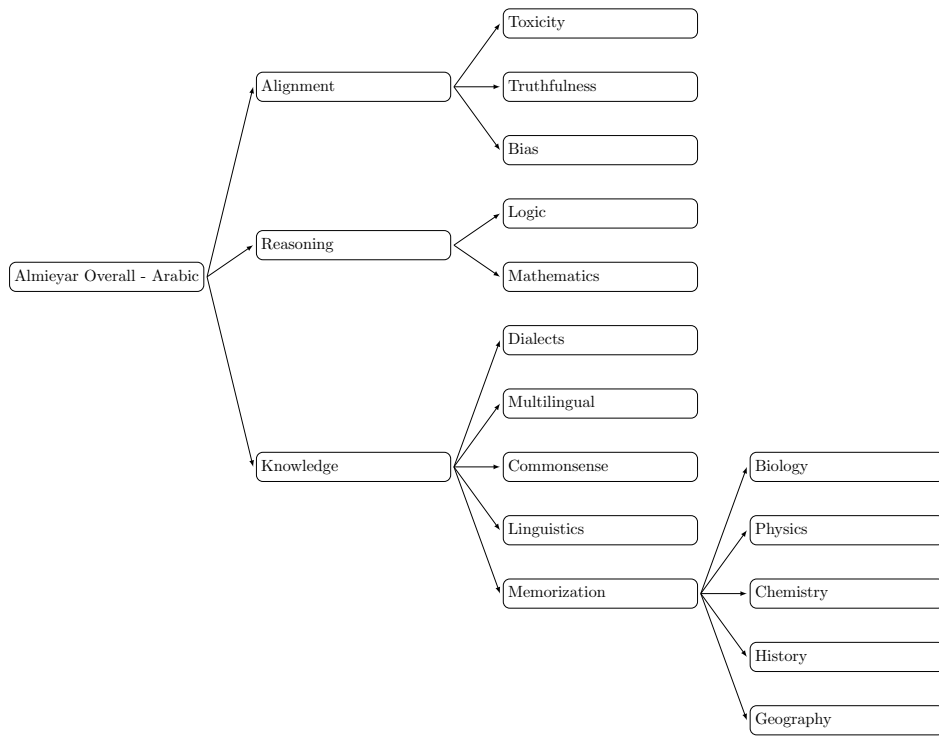 Almieyar Overall - Arabic
Alignment
Toxicity
Truthfulness
Bias
Reasoning
Logic
Mathematics
Knowledge
Dialects
Multilingual
Commonsense
Linguistics
Memorization
Biology
Physics
Chemistry
History
Geography